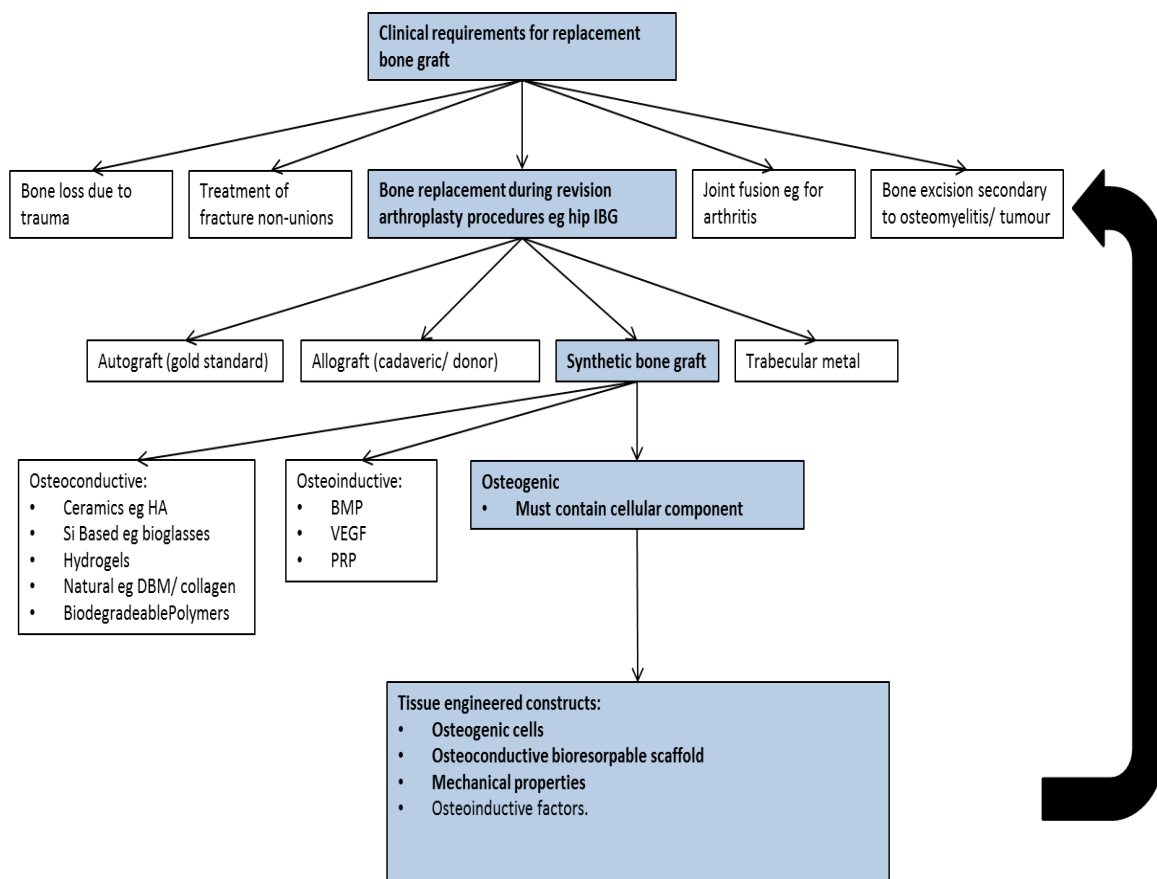 Clinical requirements for replacement
bone graft
Bone loss due to
trauma
Treatment of
fracture non-unions
Bone replacement during revision
arthroplasty procedures eg hip IBG
Joint fusion eg for
arthritis
Bone excision secondary
to osteomyelitis/ tumour
Autograft (gold standard)
Allograft (cadaveric/ donor)
Synthetic bone graft
Trabecular metal
Osteoconductive:
• Ceramics eg HA
• Si Based eg bioglasses
• Hydrogels
• Natural eg DBM/ collagen
• BiodegradeablePolymers
Osteoinductive:
• BMP
• VEGF
• PRP
Osteogenic
• Must contain cellular component
Tissue engineered constructs:
• Osteogenic cells
• Osteoconductive bioresorpable scaffold
• Mechanical properties
• Osteoinductive factors.